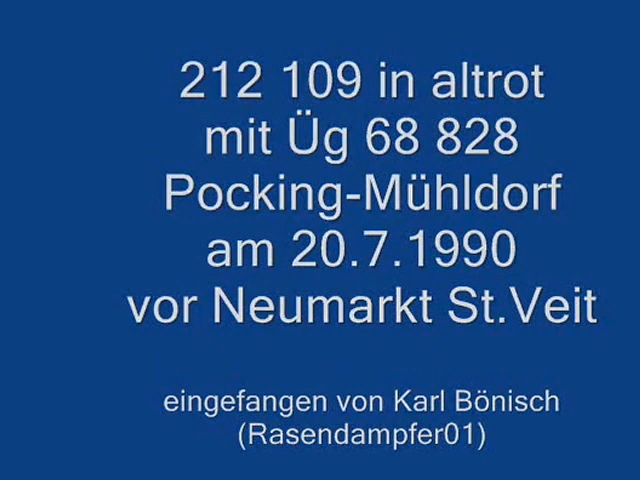 212 109 in altrot
mit Üg 68 828
Pocking-Mühldorf
am 20.7.1990
vor Neumarkt St.Veit
eingefangen von Karl Bönisch
(Rasendampfer01)